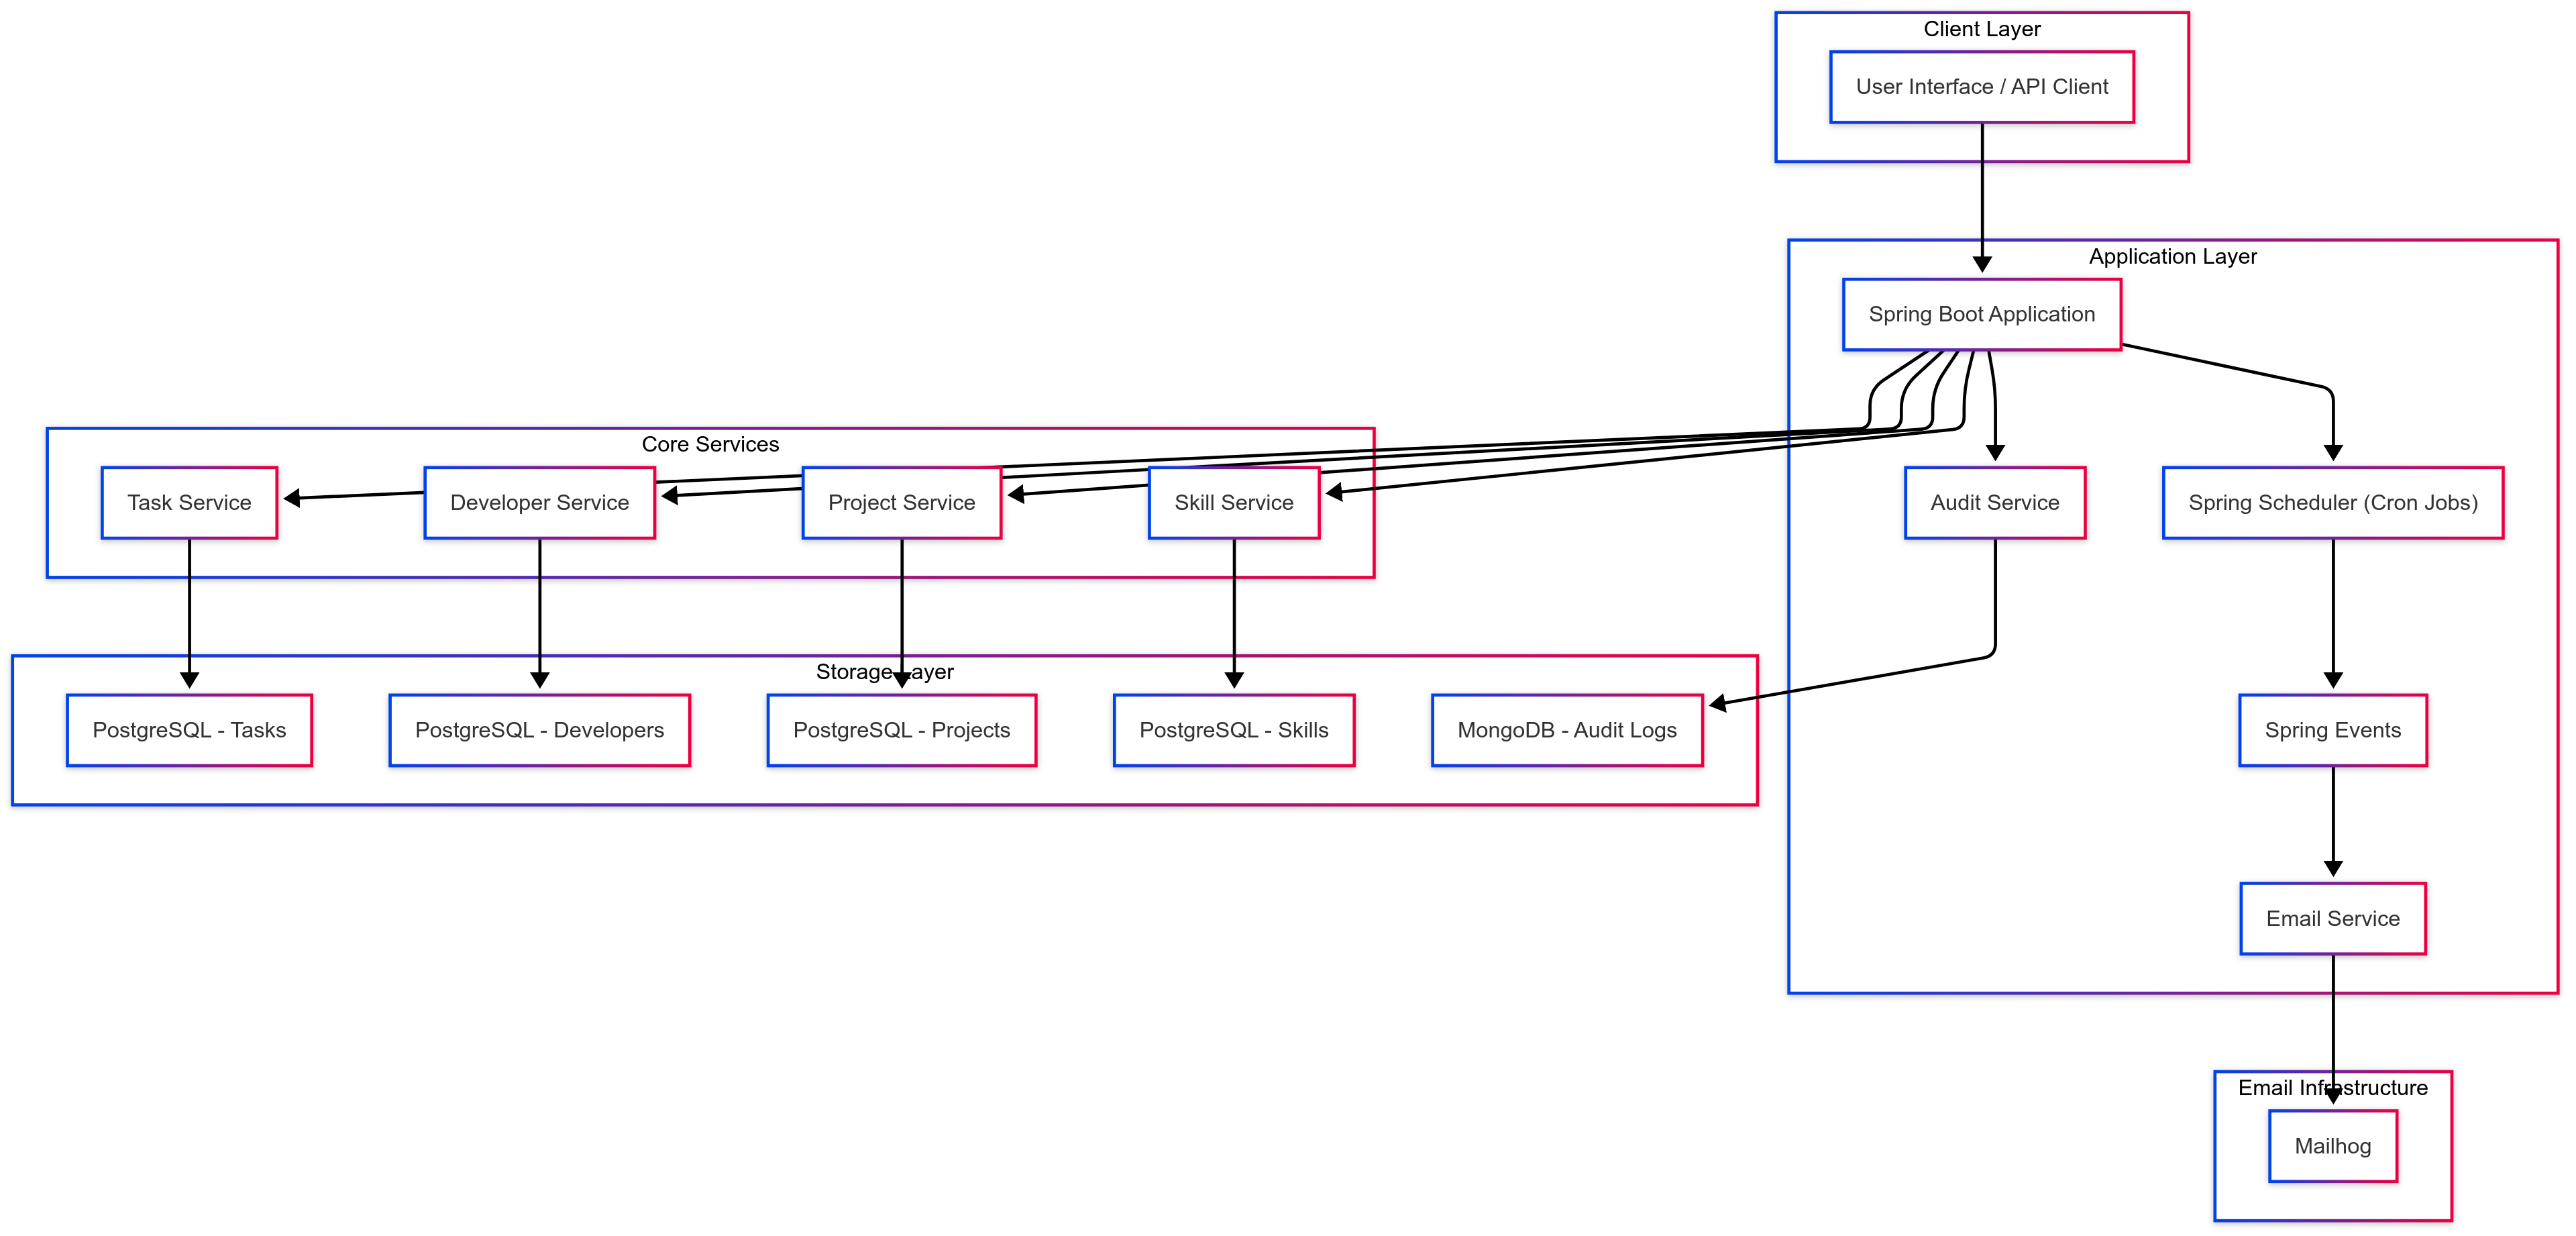 Client Layer
User Interface / API Client
Application Layer
Spring Boot Application
Core Services
Task Service
Developer Service
Project Service
Skill Service
Audit Service
Spring Scheduler (Cron Jobs)
Storage Layer
PostgreSQL - Tasks
PostgreSQL - Developers
PostgreSQL - Projects
PostgreSQL - Skills
MongoDB - Audit Logs
Spring Events
Email Service
Email Infrastructure
Mailhog